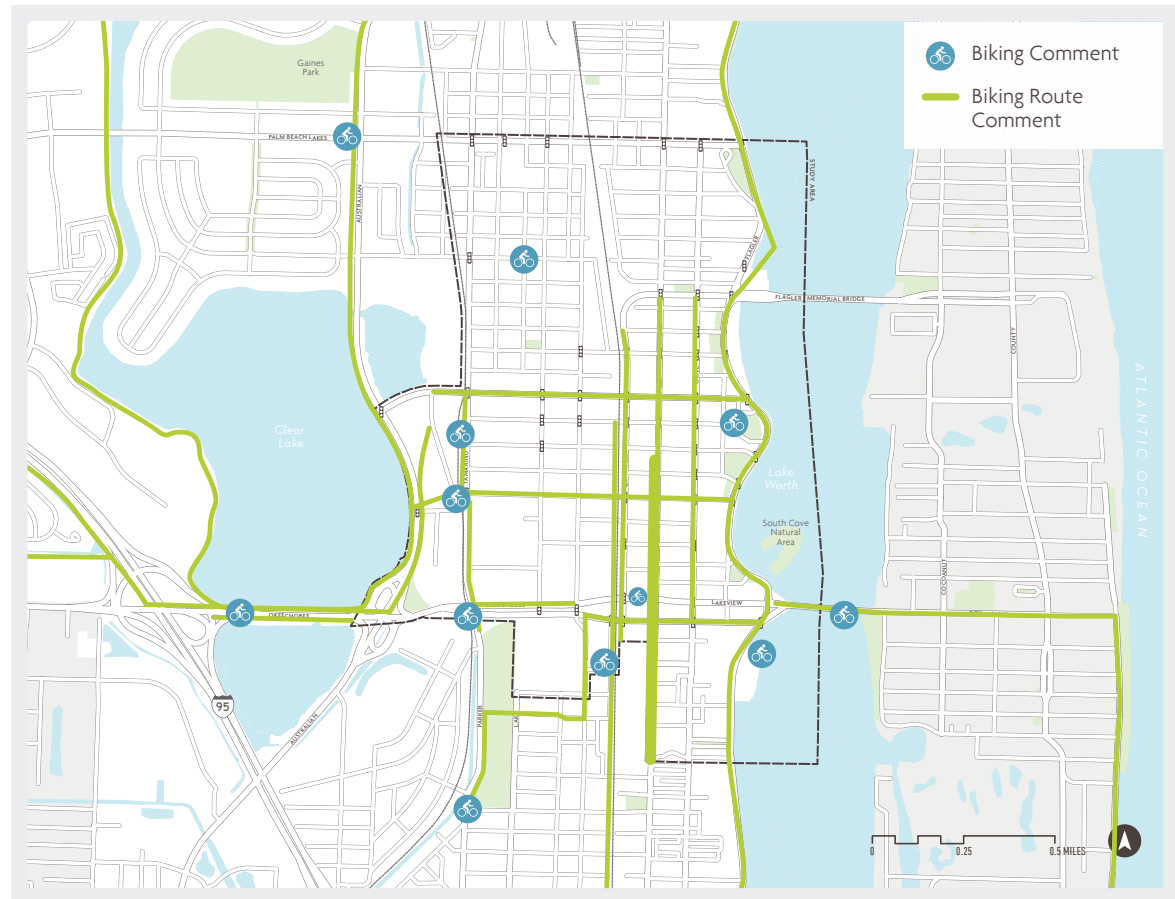 Biking Comment
Biking Route
Comment
Gaines
Park
PALM BEACH LAKES
AUSTRALIAN
STUDY AREA
FLAGLER
FLAGLER MEMORIAL BRIDGE
COUNTY
ATLANTIC OCEAN
Clear
Lake
TAMARIND
Lake
Worth
South Cove
Natural
Area
COCOANUT
LAKEVIEW
OKEECHOBEE
95
AUSTRALIAN
PARKER
0
0.25
0.5 MILES